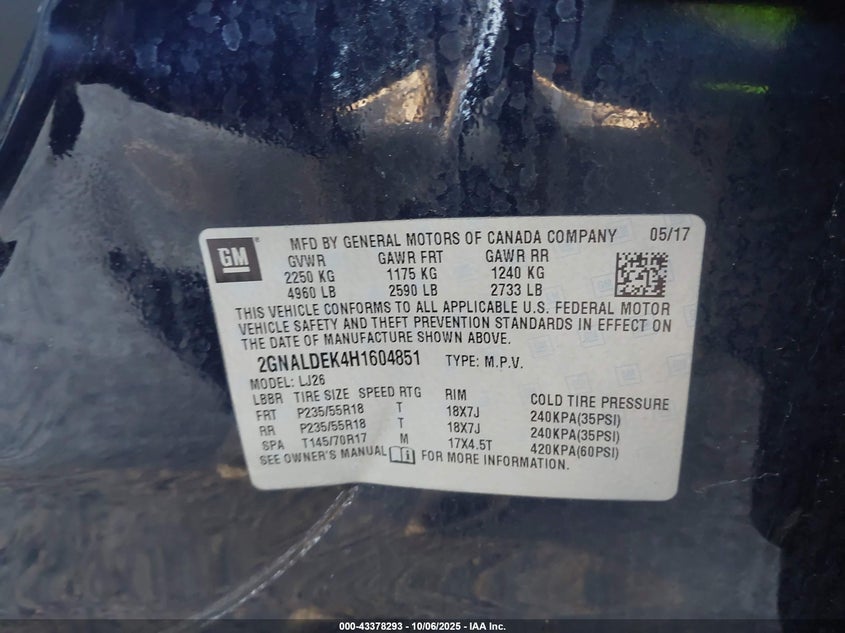 GM
MFD BY GENERAL MOTORS OF CANADA COMPANY 05/17
GVWR GAWR FRT GAWR RR
2250 KG 1175 KG 1240 KG
4960 LB 2590 LB 2733 LB
THIS VEHICLE CONFORMS TO ALL APPLICABLE U.S. FEDERAL MOTOR
VEHICLE SAFETY AND THEFT PREVENTION STANDARDS IN EFFECT ON
THE DATE OF MANUFACTURE SHOWN ABOVE.
2GNALDEK4H1604851 TYPE: M.P.V.
MODEL: LJ26
LBBR TIRE SIZE SPEED RTG RIM COLD TIRE PRESSURE
FRT P235/55R18 T 18X7J 240KPA(35PSI)
RR P235/55R18 T 18X7J 240KPA(35PSI)
SPA T145/70R17 M 17X4.5T 420KPA(60PSI)
SEE OWNER'S MANUAL FOR MORE INFORMATION.
000-43378293 - 10/06/2025 - IAA Inc.